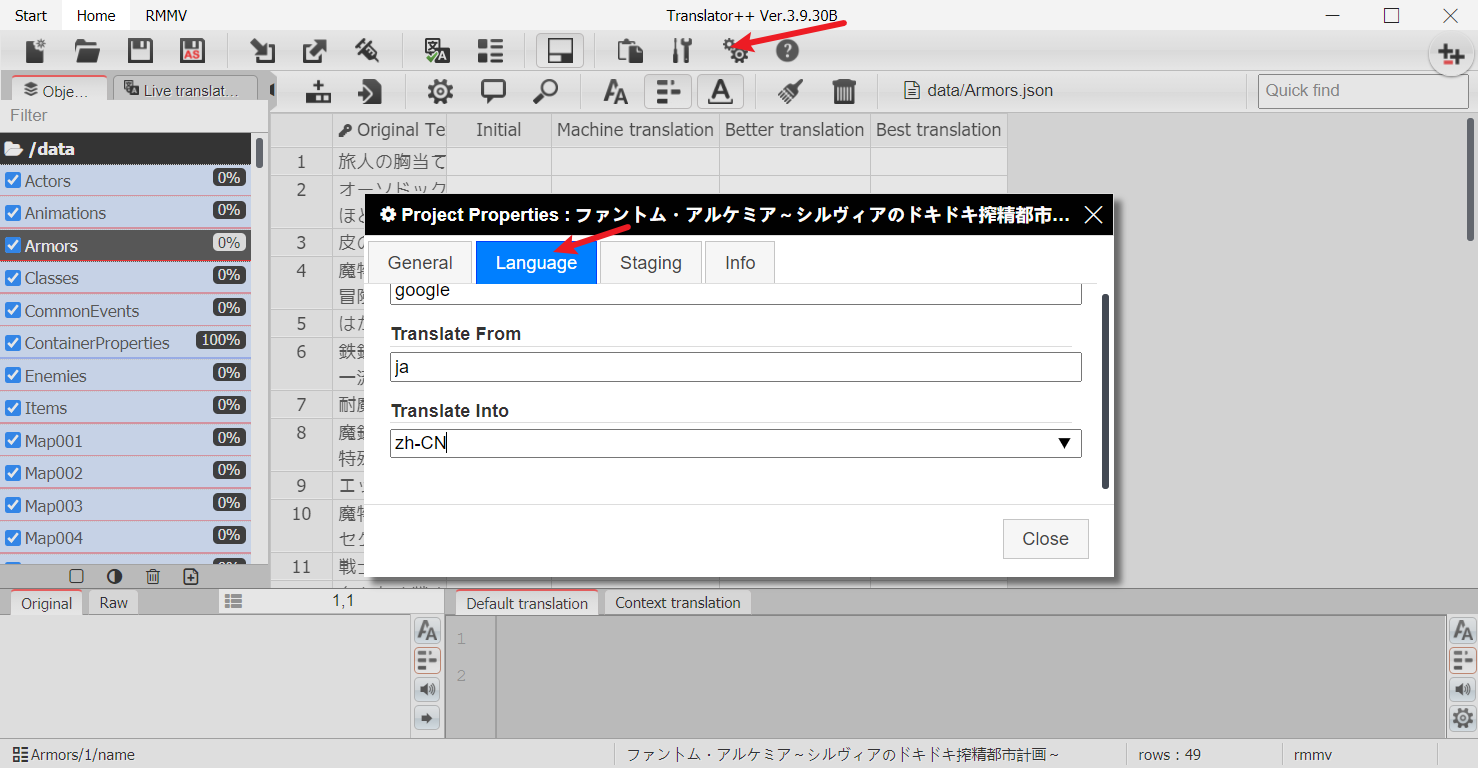 Start Home RMMV Translator++ Ver.3.9.30B
AS
Obje... Live translat... data/Armors.json Quick find
Filter
Original Te Initial Machine translation Better translation Best translation
/data
1 旅人の胸当て
Actors 0%
2 オーソドック
ほと
Animations 0%
Armors 0%
3 皮の
Classes 0%
4 魔物
冒険
CommonEvents 0%
5 はか
ContainerProperties 100%
6 鉄鉱
一流
Enemies 0%
Items 0%
7 耐魔
Map001 0%
8 魔鉱
特殊
Map002 0%
9 エッ
Map003 0%
10 魔物
セク
Map004 0%
11 戦士
Project Properties : ファントム・アルケミア～シルヴィアのドキドキ搾精都市...
General Language Staging Info
google
Translate From
ja
Translate Into
zh-CN
Close
Original Raw 1,1 Default translation Context translation
1
2
Armors/1/name ファントム・アルケミア～シルヴィアのドキドキ搾精都市計画～ rows : 49 rmmv